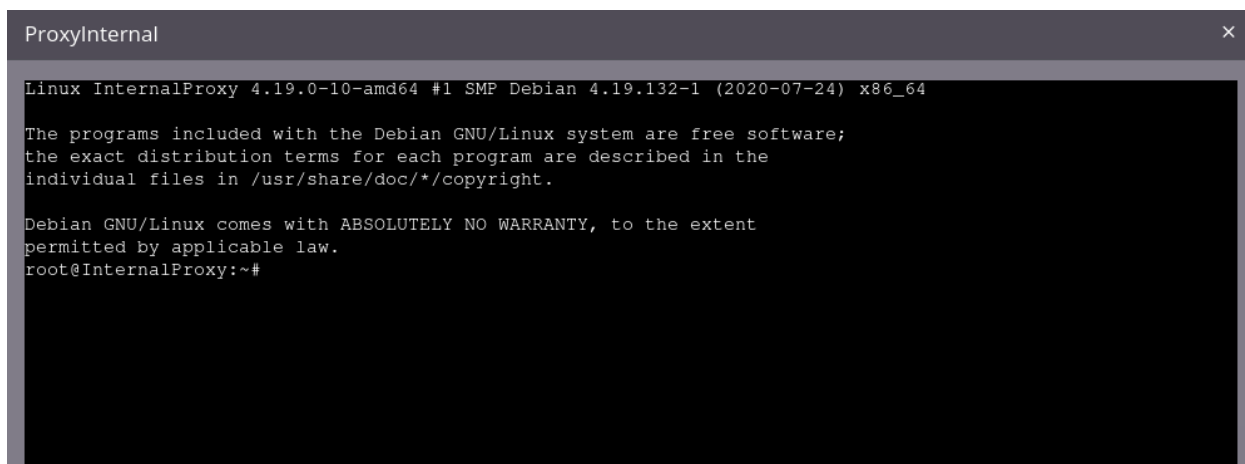 ProxyInternal ×
Linux InternalProxy 4.19.0-10-amd64 #1 SMP Debian 4.19.132-1 (2020-07-24) x86_64
The programs included with the Debian GNU/Linux system are free software;
the exact distribution terms for each program are described in the
individual files in /usr/share/doc/*/copyright.
Debian GNU/Linux comes with ABSOLUTELY NO WARRANTY, to the extent
permitted by applicable law.
root@InternalProxy:~#